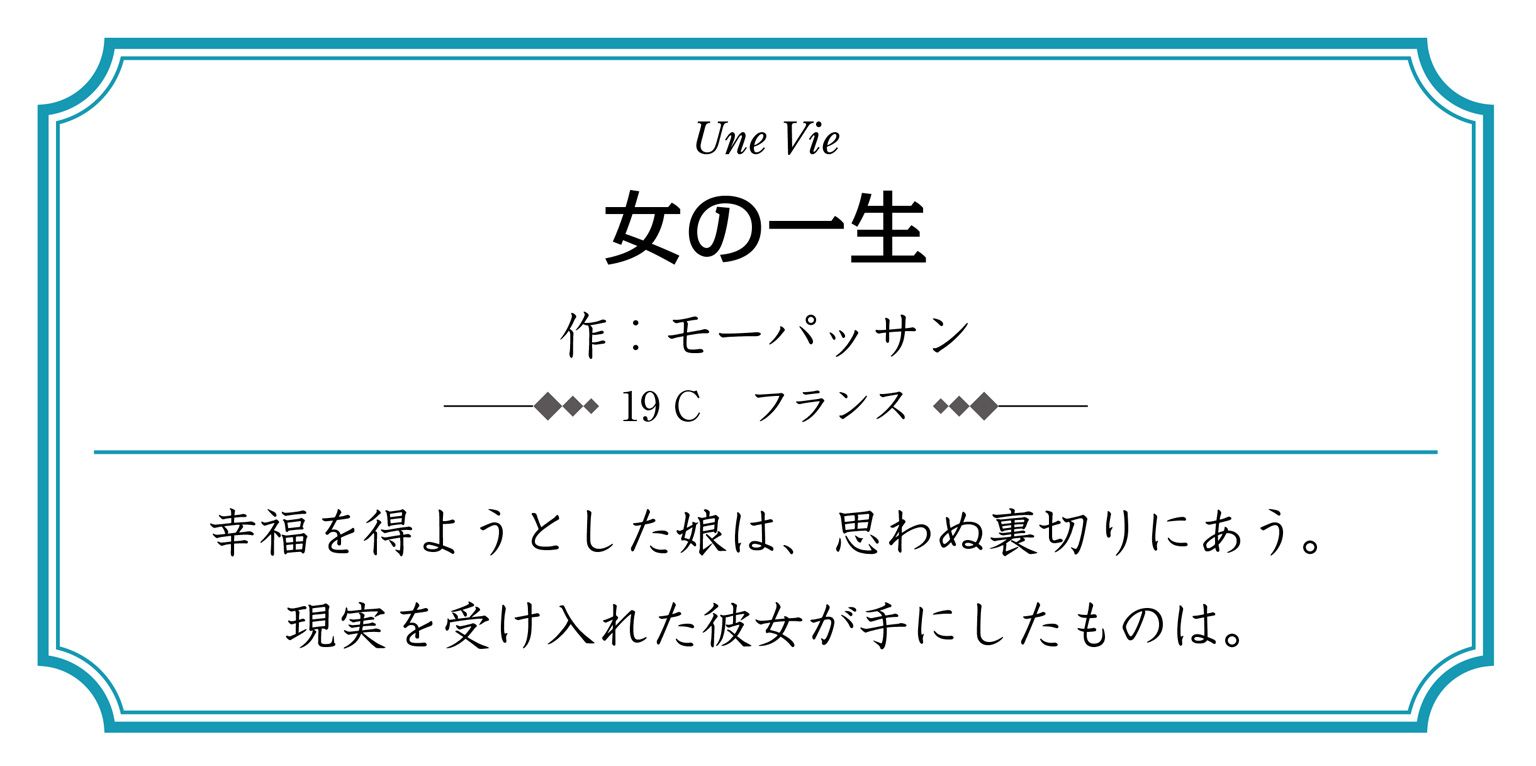 Une Vie
女の一生
作：モーパッサン
19 C　フランス
幸福を得ようとした娘は、思わぬ裏切りにあう。
現実を受け入れた彼女が手にしたものは。